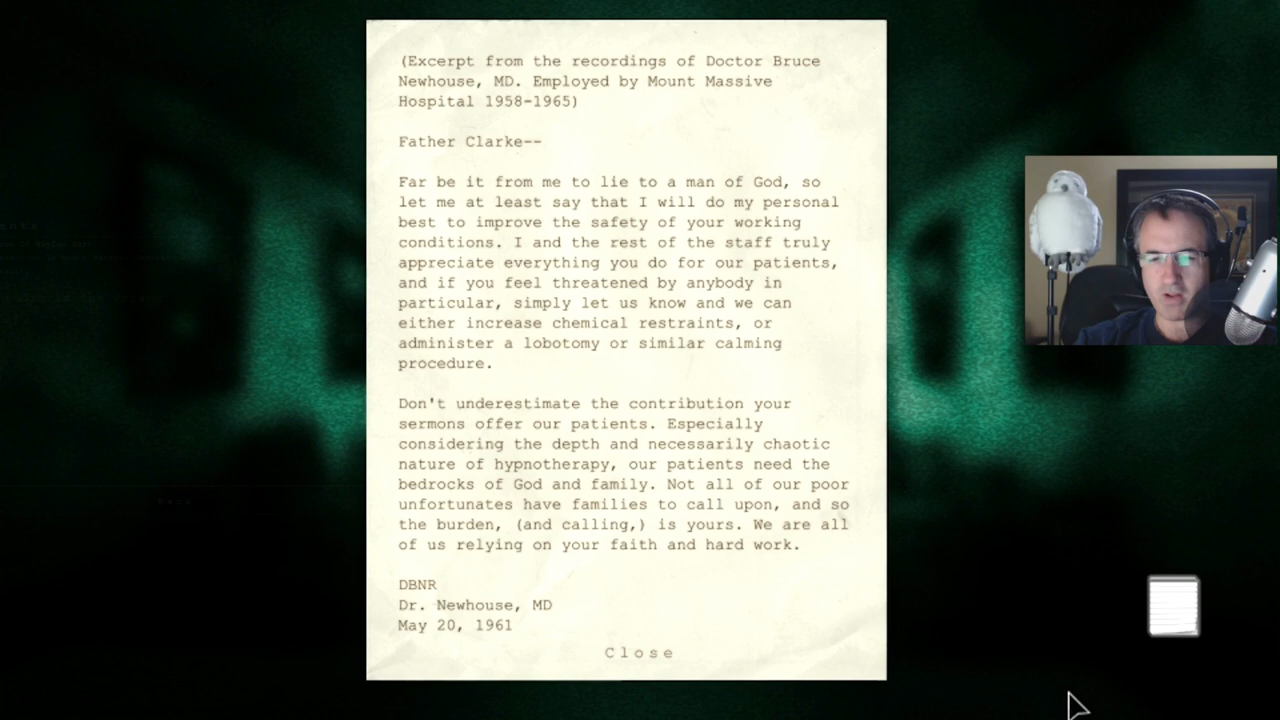 (Excerpt from the recordings of Doctor Bruce
Newhouse, MD. Employed by Mount Massive
Hospital 1958-1965)
Father Clarke--
Far be it from me to lie to a man of God, so
let me at least say that I will do my personal
best to improve the safety of your working
conditions. I and the rest of the staff truly
appreciate everything you do for our patients,
and if you feel threatened by anybody in
particular, simply let us know and we can
either increase chemical restraints, or
administer a lobotomy or similar calming
procedure.
Don't underestimate the contribution your
sermons offer our patients. Especially
considering the depth and necessarily chaotic
nature of hypnotherapy, our patients need the
bedrocks of God and family. Not all of our poor
unfortunates have families to call upon, and so
the burden, (and calling,) is yours. We are all
of us relying on your faith and hard work.
DBNR
Dr. Newhouse, MD
May 20, 1961
Close